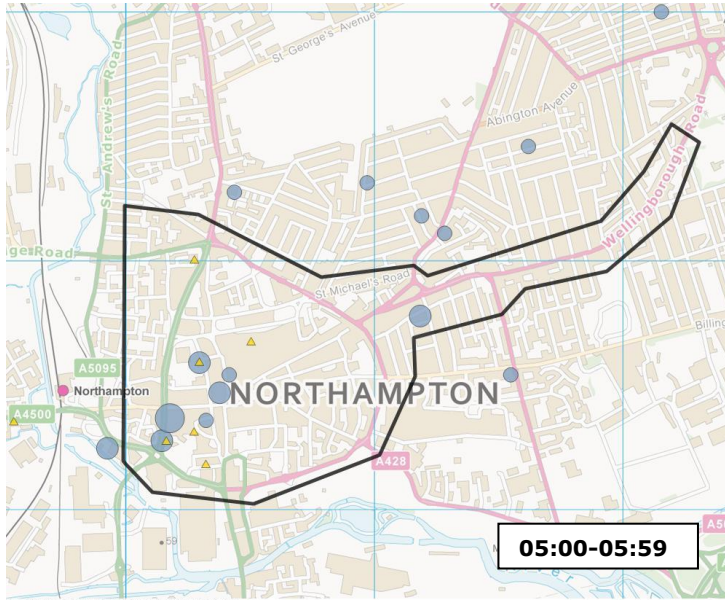 St. George's Avenue
St. Andrew's Road
Abington Avenue
Wellingborough Road
ge Road
St-Michael's Road
Billing
A5095
Northampton
NORTHAMPTON
A4500
A428
59
05:00-05:59
A50